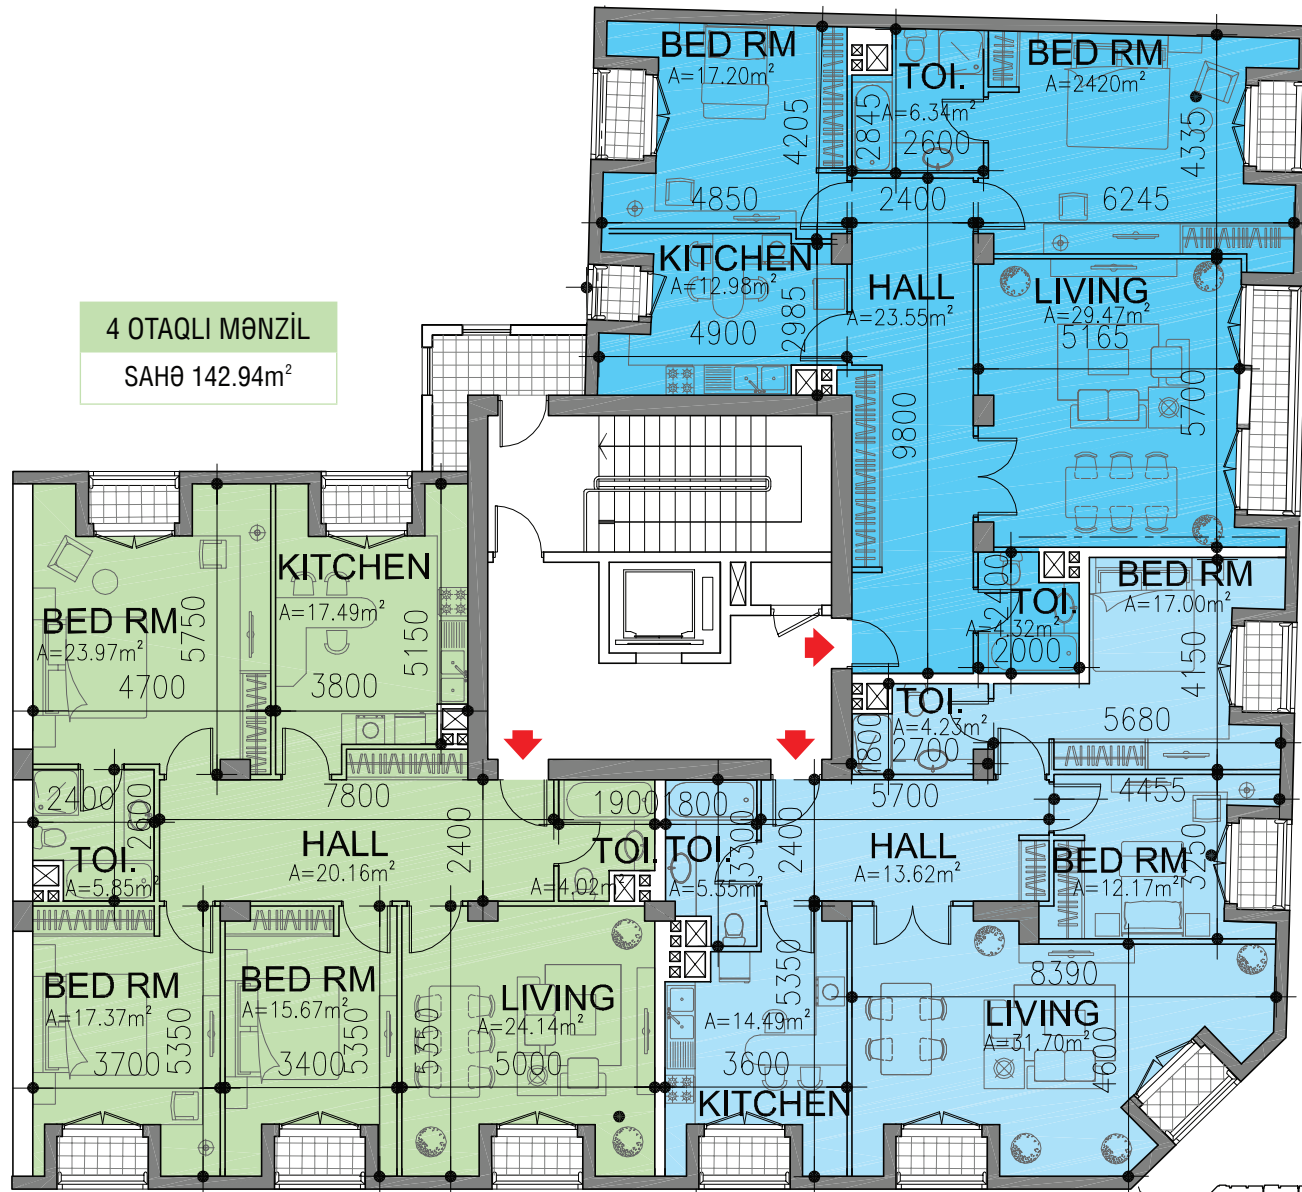 BED RM
A=17.20m²
4205
4850
2845
TOI.
A=6.34m²
2600
2400
BED RM
A=2420m²
4335
6245
KITCHEN
A=12.98m²
4900
2985
HALL
A=23.55m²
9800
LIVING
A=29.47m²
5165
5700
4 OTAQLI MƏNZİL
SAHƏ 142.94m²
BED RM
A=23.97m²
5750
4700
KITCHEN
A=17.49m²
5150
3800
2400
TOI.
A=4.32m²
2000
BED RM
A=17.00m²
4150
5680
TOI.
A=4.23m²
1800
2700
2400
2600
TOI.
A=5.85m²
7800
HALL
A=20.16m²
2400
1900
TOI.
A=4.02m²
1800
TOI.
A=5.35m²
3300
2400
5700
HALL
A=13.62m²
4455
BED RM
A=12.17m²
3250
BED RM
A=17.37m²
3700
5350
BED RM
A=15.67m²
3400
5350
5350
LIVING
A=24.14m²
5000
5350
A=14.49m²
3600
KITCHEN
8390
LIVING
A=31.70m²
4600